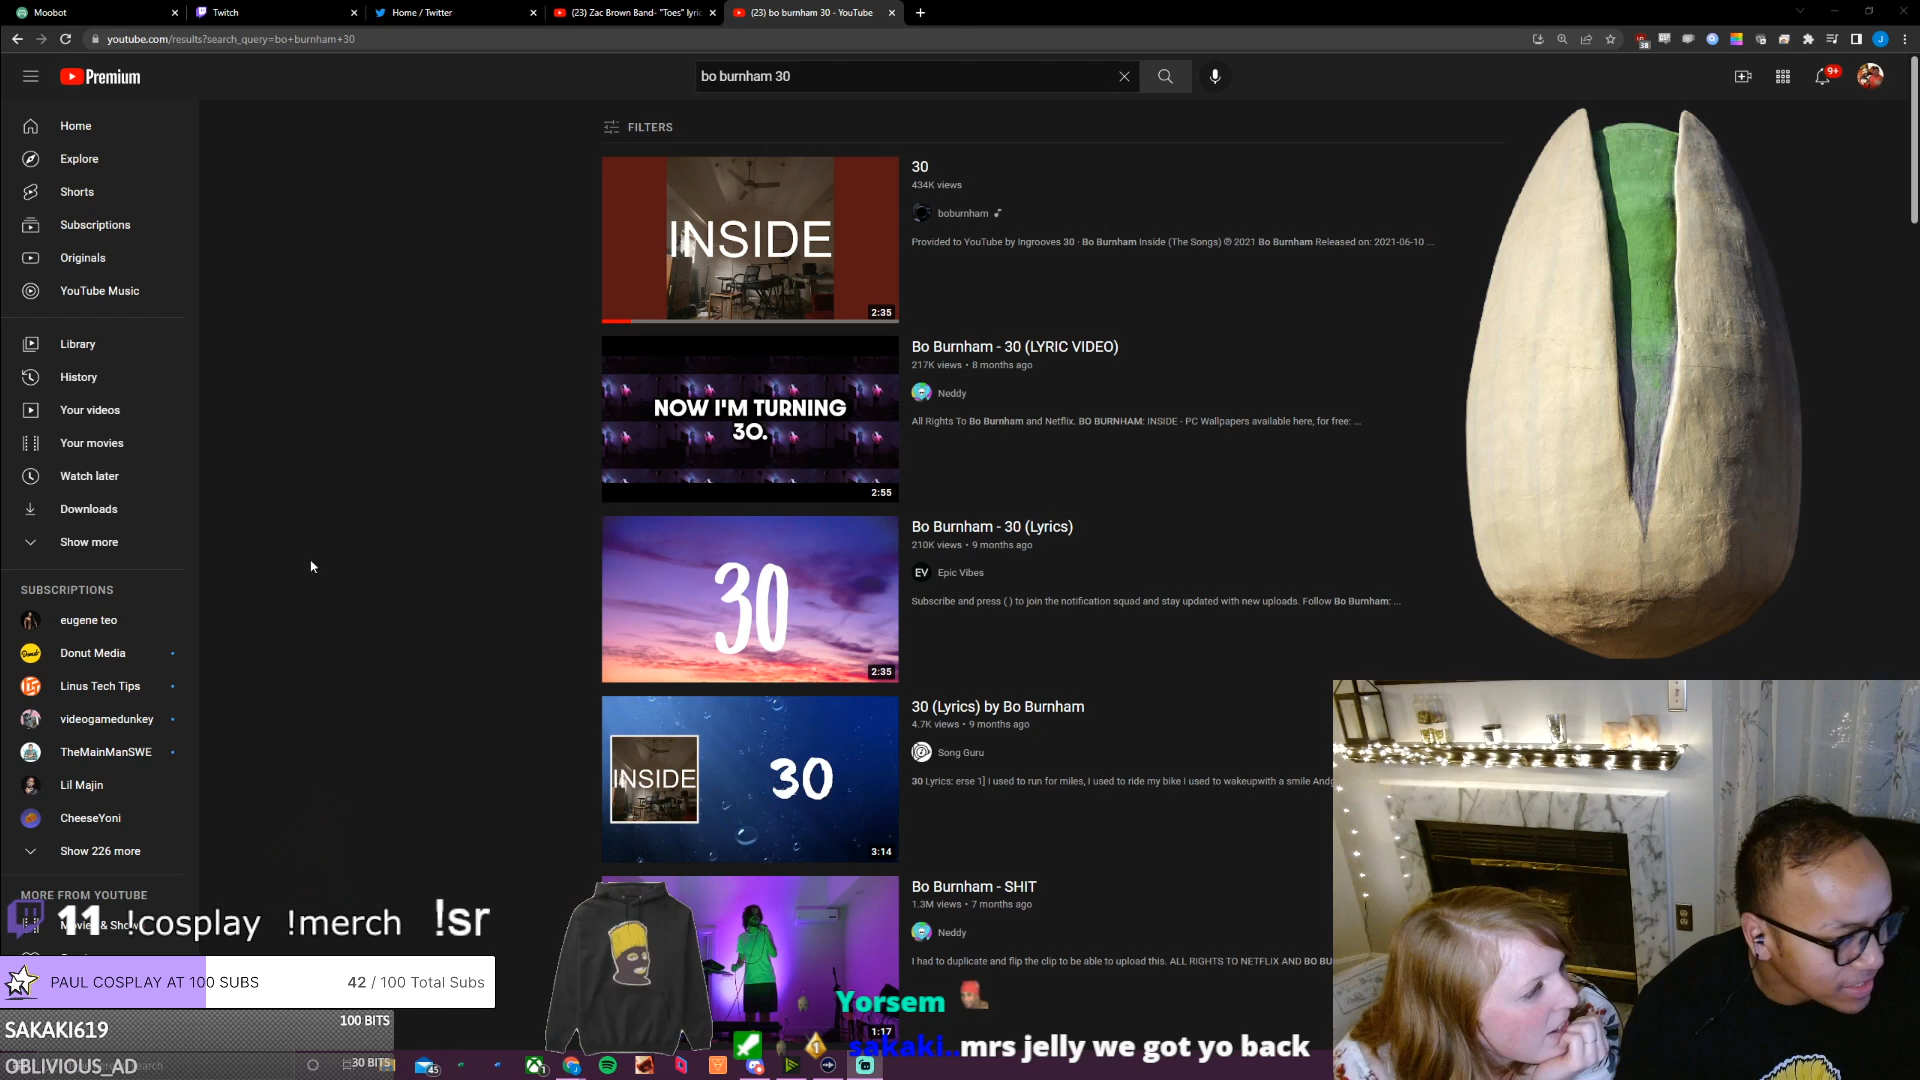 Moobot
Twitch
Home / Twitter
(23) Zac Brown Band- "Toes" lyric
(23) bo burnham 30 - YouTube
youtube.com/results?search_query=bo+burnham+30
38
J
Premium
bo burnham 30
9+
Home
Explore
Shorts
Subscriptions
Originals
YouTube Music
Library
History
Your videos
Your movies
Watch later
Downloads
Show more
SUBSCRIPTIONS
eugene teo
Donut Media
Linus Tech Tips
videogamedunkey
TheMainManSWE
Lil Majin
CheeseYoni
Show 226 more
MORE FROM YOUTUBE
FILTERS
INSIDE
2:35
30
434K views
boburnham
Provided to YouTube by Ingrooves 30 · Bo Burnham Inside (The Songs) ℗ 2021 Bo Burnham Released on: 2021-06-10 ...
NOW I'M TURNING
30.
2:55
Bo Burnham - 30 (LYRIC VIDEO)
217K views • 8 months ago
Neddy
All Rights To Bo Burnham and Netflix. BO BURNHAM: INSIDE - PC Wallpapers available here, for free: ...
30
2:35
Bo Burnham - 30 (Lyrics)
210K views • 9 months ago
EV Epic Vibes
Subscribe and press ( ) to join the notification squad and stay updated with new uploads. Follow Bo Burnham: ...
INSIDE
30
3:14
30 (Lyrics) by Bo Burnham
4.7K views • 9 months ago
Song Guru
30 Lyrics: erse 1] I used to run for miles, I used to ride my bike I used to wakeupwith a smile And
1:17
Bo Burnham - SHIT
1.3M views • 7 months ago
Neddy
I had to duplicate and flip the clip to be able to upload this. ALL RIGHTS TO NETFLIX AND BO BU
11 !cosplay !merch !sr
PAUL COSPLAY AT 100 SUBS 42 / 100 Total Subs
SAKAKI619 100 BITS
OBLIVIOUS_AD 30 BITS
Yorsem
sakaki..mrs jelly we got yo back
45